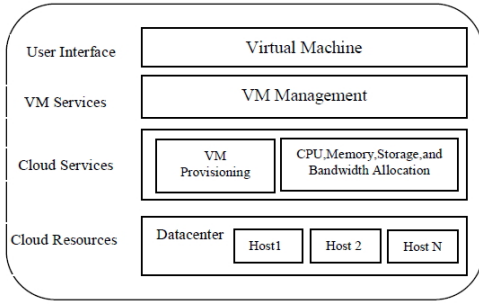 User Interface
Virtual Machine
VM Services
VM Management
Cloud Services
VM
Provisioning
CPU,Memory,Storage,and
Bandwidth Allocation
Cloud Resources
Datacenter
Host1
Host 2
Host N